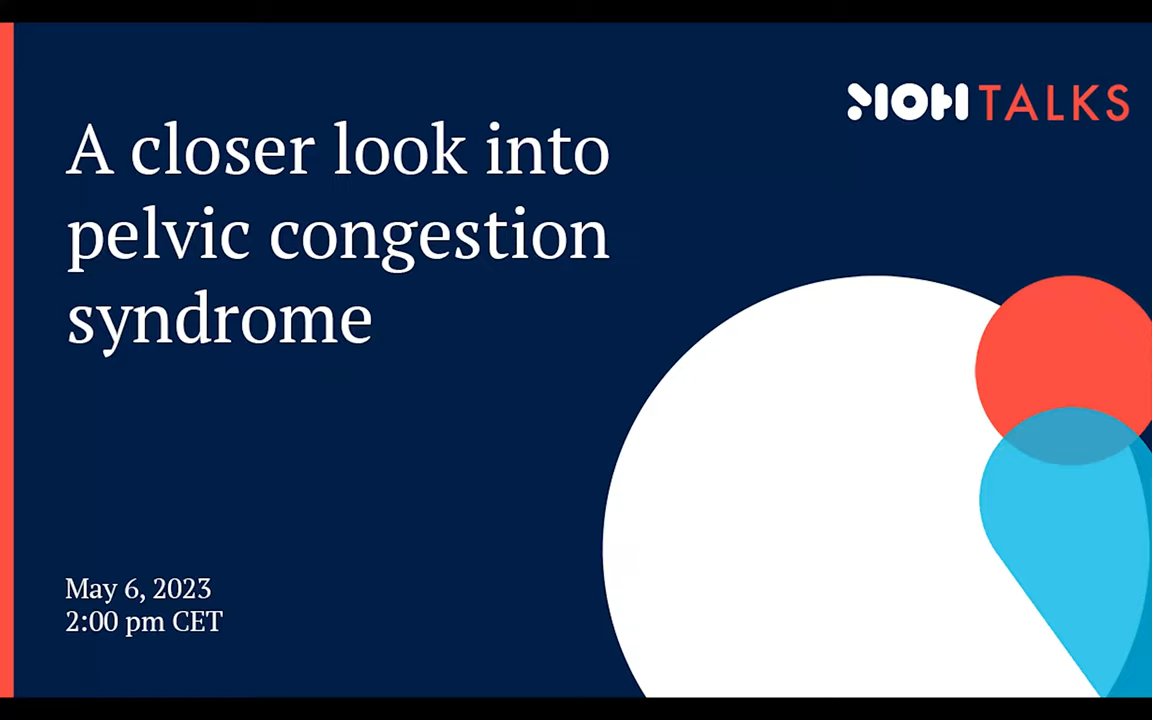 A closer look into
pelvic congestion
syndrome
TALKS
May 6, 2023
2:00 pm CET